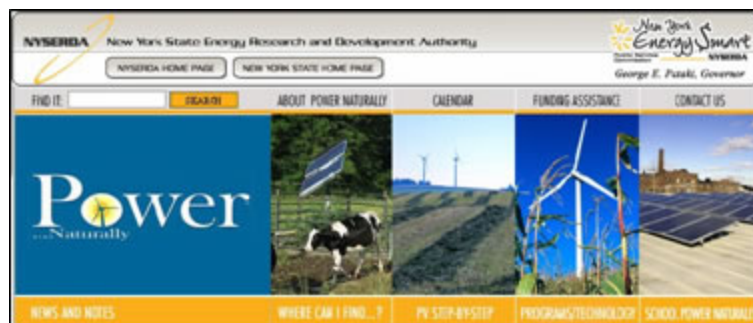 NYSERDA New York State Energy Research and Development Authority
New York
Energy $mart
NYSERDA
NYSERDA HOME PAGE NEW YORK STATE HOME PAGE
George E. Pataki, Governor
FIND IT: SEARCH ABOUT POWER NATURALLY CALENDAR FUNDING ASSISTANCE CONTACT US
Power
Naturally
NEWS AND NOTES WHERE CAN I FIND...? PV STEP-BY-STEP PROGRAMS/TECHNOLOGY SCHOOL POWER NATURALLY